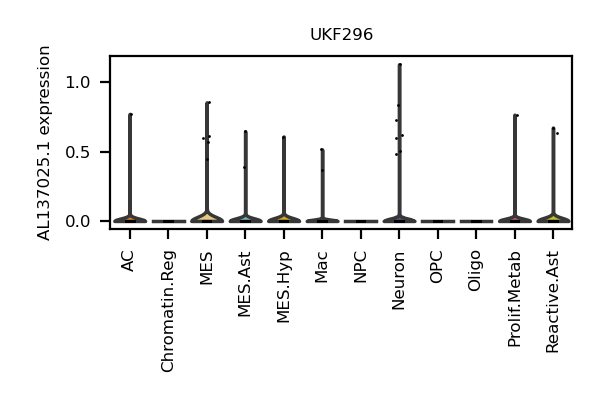 UKF296
AL137025.1 expression
1.0
0.5
0.0
AC
Chromatin.Reg
MES
MES.Ast
MES.Hyp
Mac
NPC
Neuron
OPC
Oligo
Prolif.Metab
Reactive.Ast